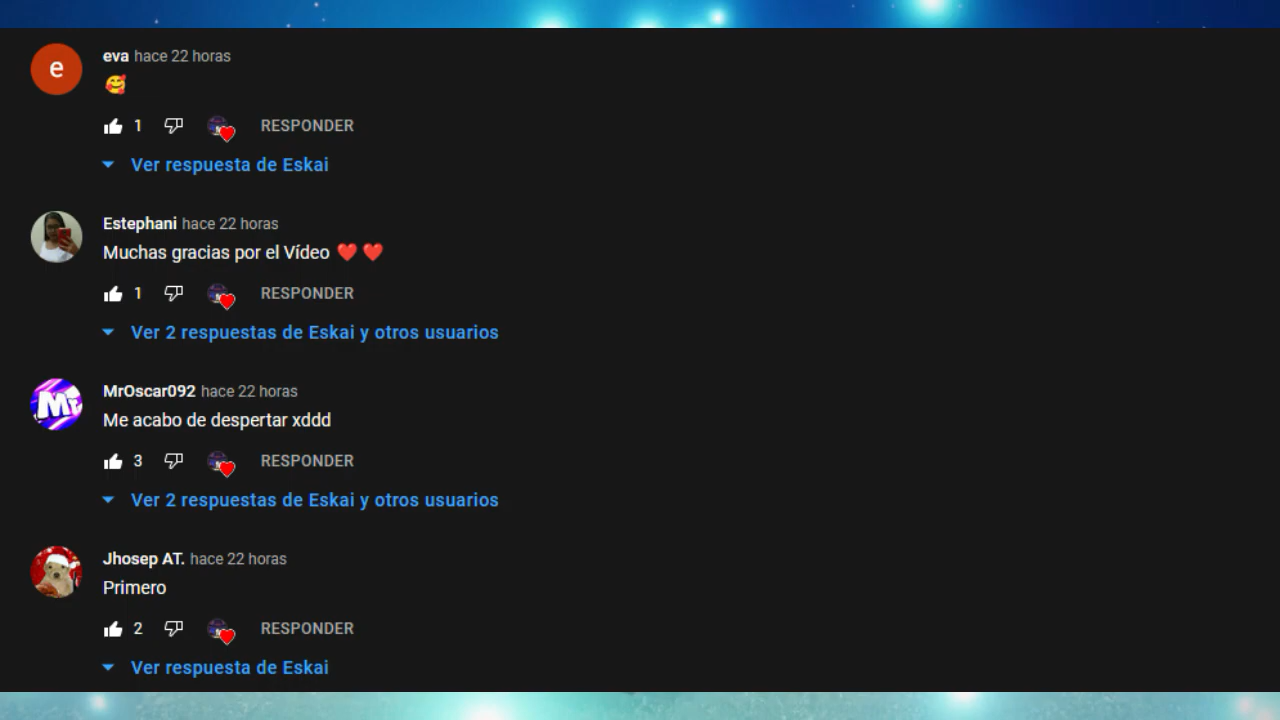 e
eva hace 22 horas
🥰
1 RESPONDER
Ver respuesta de Eskai
Estephani hace 22 horas
Muchas gracias por el Vídeo ❤️ ❤️
1 RESPONDER
Ver 2 respuestas de Eskai y otros usuarios
MrOscar092 hace 22 horas
Me acabo de despertar xddd
3 RESPONDER
Ver 2 respuestas de Eskai y otros usuarios
Jhosep AT. hace 22 horas
Primero
2 RESPONDER
Ver respuesta de Eskai